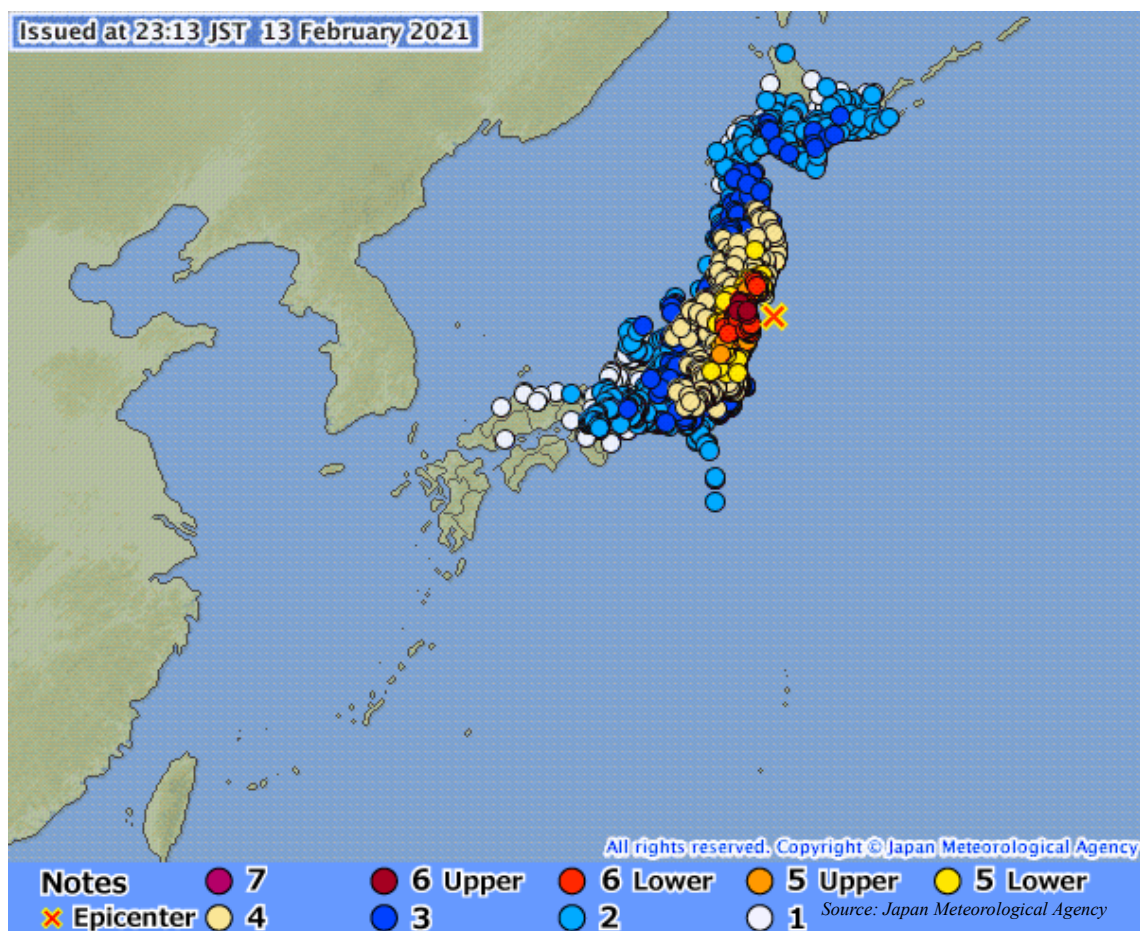 Issued at 23:13 JST 13 February 2021
All rights reserved. Copyright © Japan Meteorological Agency
Notes 7 6 Upper 6 Lower 5 Upper 5 Lower
Epicenter 4 3 2 1 Source: Japan Meteorological Agency